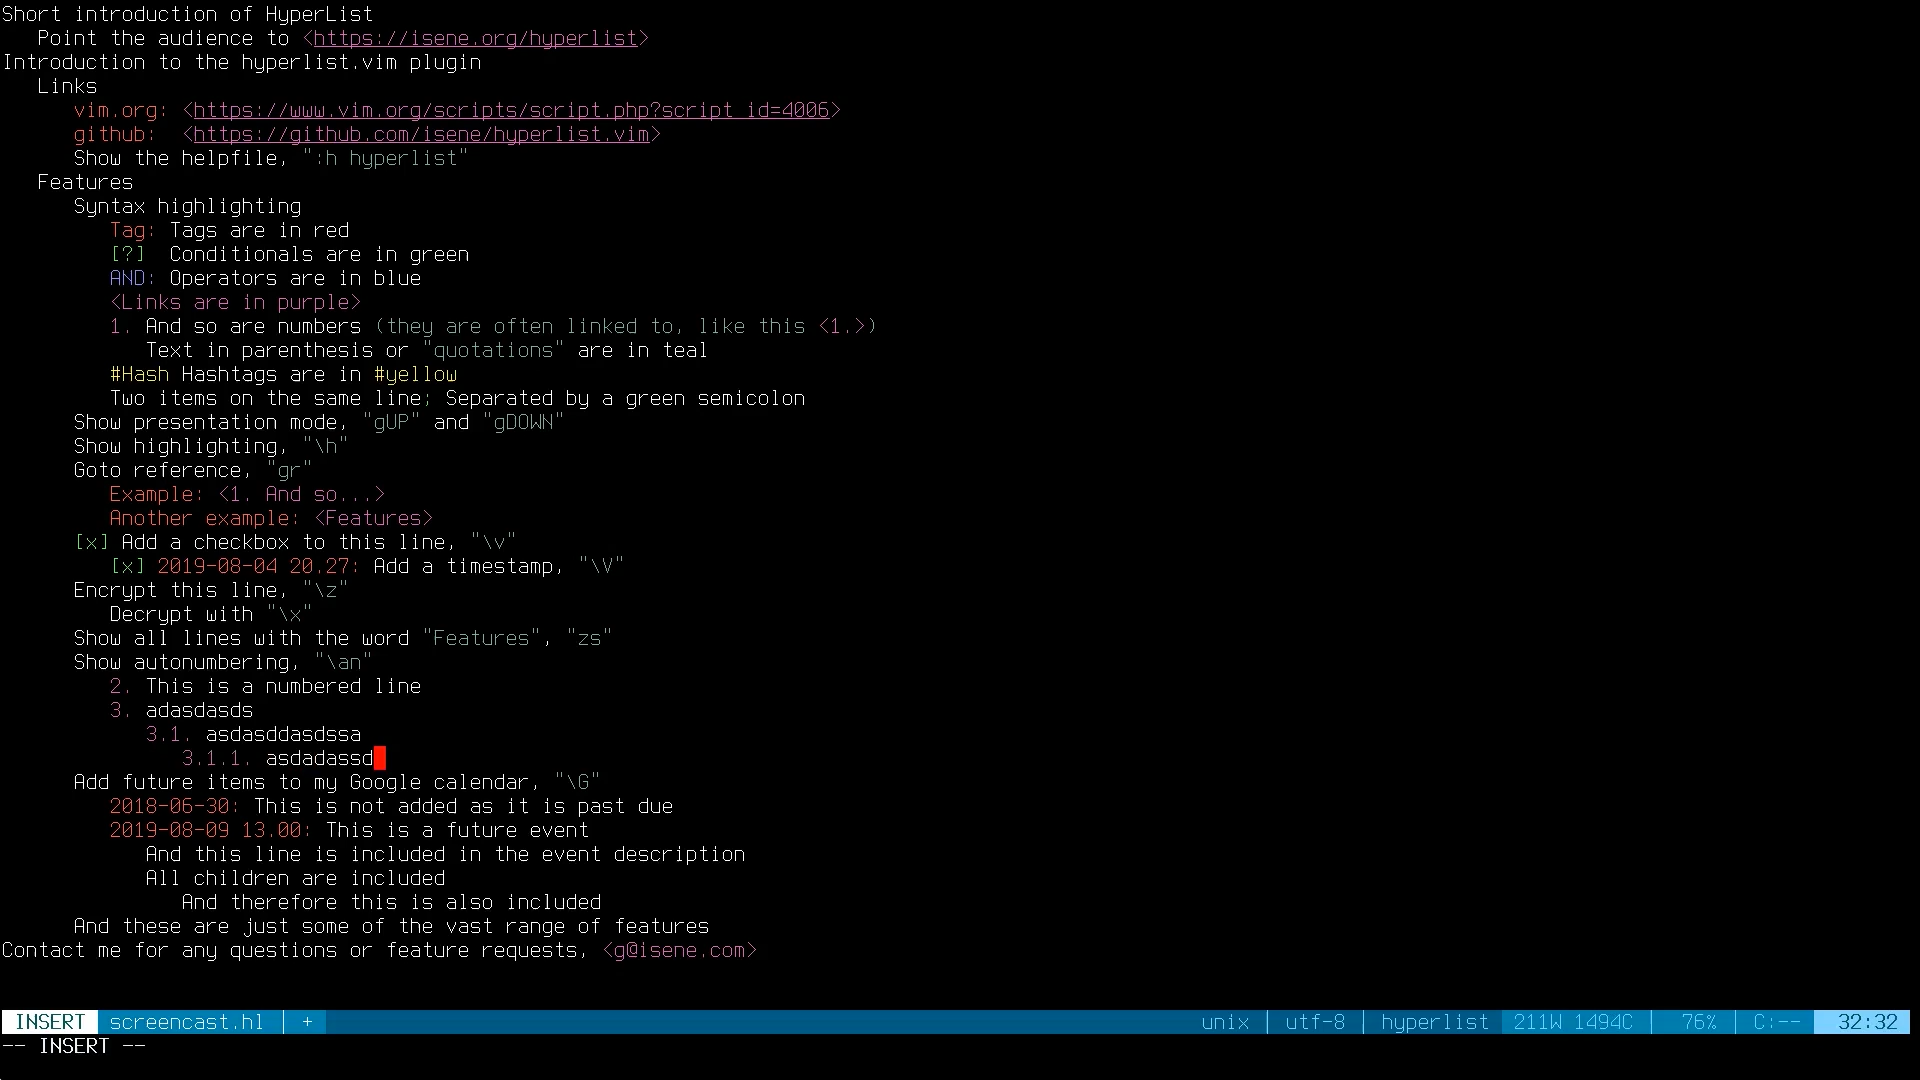 Short introduction of HyperList
   Point the audience to <https://isene.org/hyperlist>
Introduction to the hyperlist.vim plugin
   Links
      vim.org: <https://www.vim.org/scripts/script.php?script_id=4006>
      github:  <https://github.com/isene/hyperlist.vim>
      Show the helpfile, ":h hyperlist"
   Features
      Syntax highlighting
         Tag: Tags are in red
         [?]  Conditionals are in green
         AND: Operators are in blue
         <Links are in purple>
         1. And so are numbers (they are often linked to, like this <1.>)
            Text in parenthesis or "quotations" are in teal
         #Hash Hashtags are in #yellow
         Two items on the same line; Separated by a green semicolon
      Show presentation mode, "gUP" and "gDOWN"
      Show highlighting, "\h"
      Goto reference, "gr"
         Example: <1. And so...>
         Another example: <Features>
      [x] Add a checkbox to this line, "\v"
         [x] 2019-08-04 20.27: Add a timestamp, "\V"
      Encrypt this line, "\z"
         Decrypt with "\x"
      Show all lines with the word "Features", "zs"
      Show autonumbering, "\an"
         2. This is a numbered line
         3. adasdasds
            3.1. asdasddasdssa
               3.1.1. asdadassd
      Add future items to my Google calendar, "\G"
         2018-06-30: This is not added as it is past due
         2019-08-09 13.00: This is a future event
            And this line is included in the event description
            All children are included
               And therefore this is also included
      And these are just some of the vast range of features
Contact me for any questions or feature requests, <g@isene.com>
INSERT screencast.hl | + unix | utf-8 | hyperlist 211W 1494C | 76% | C:-- 32:32
-- INSERT --